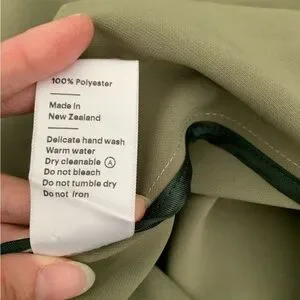 100% Polyester
Made in
New Zealand
Delicate hand wash
Warm water
Dry cleanable Ⓐ
Do not bleach
Do not tumble dry
Do not iron